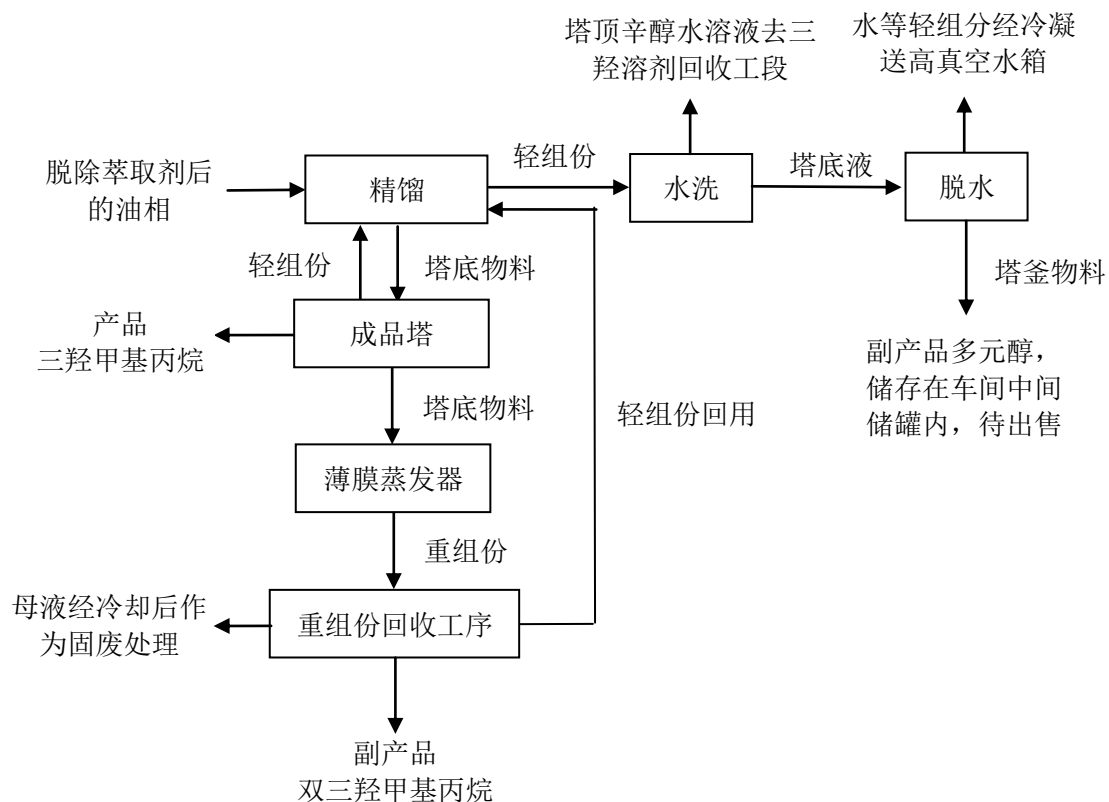 塔顶辛醇水溶液去三
羟溶剂回收工段
水等轻组分经冷凝
送高真空水箱
脱除萃取剂后
的油相
精馏
轻组份
水洗
塔底液
脱水
轻组份
塔底物料
塔釜物料
产品
三羟甲基丙烷
成品塔
副产品多元醇，
储存在车间中间
储罐内，待出售
塔底物料
轻组份回用
薄膜蒸发器
重组份
母液经冷却后作
为固废处理
重组份回收工序
副产品
双三羟甲基丙烷